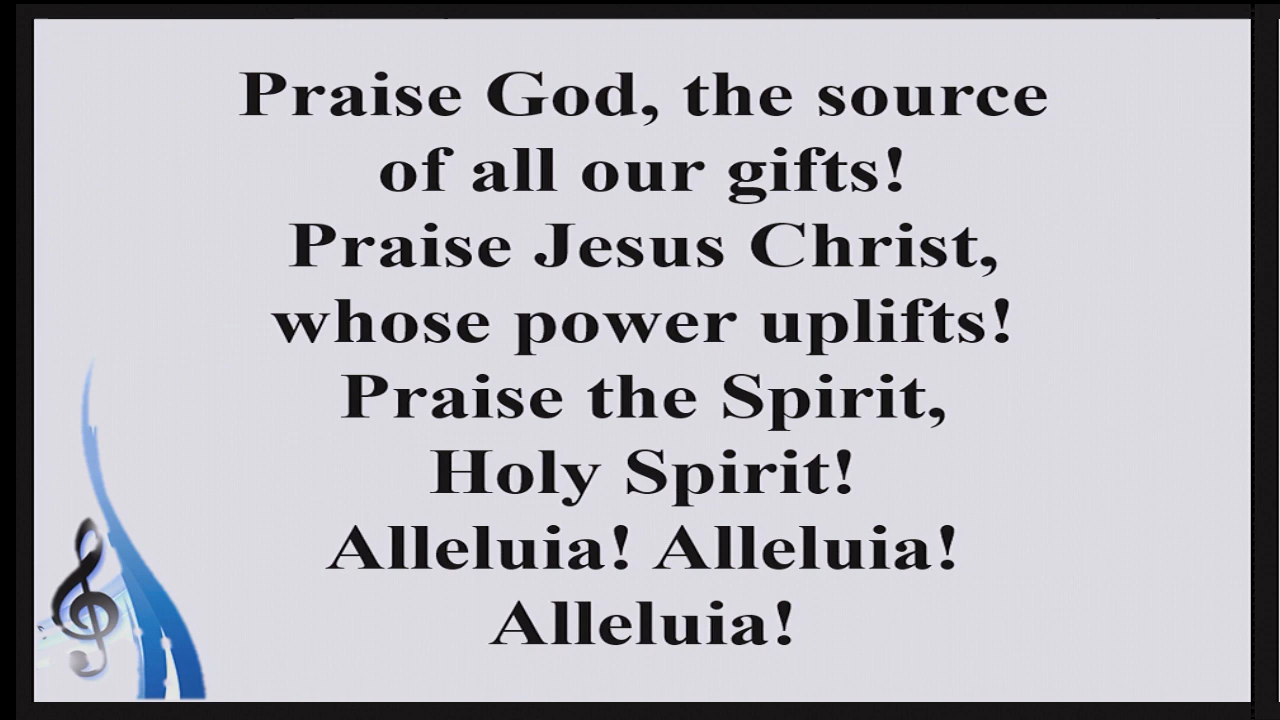 Praise God, the source
of all our gifts!
Praise Jesus Christ,
whose power uplifts!
Praise the Spirit,
Holy Spirit!
Alleluia! Alleluia!
Alleluia!